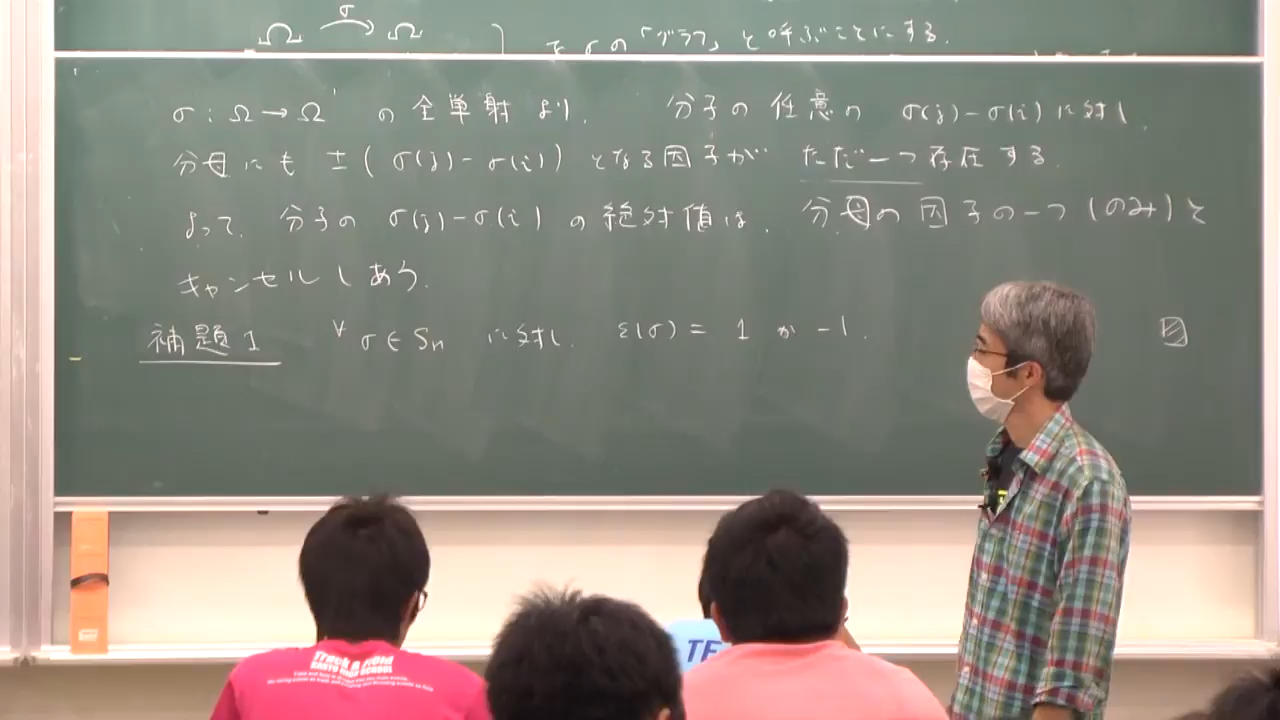 Ω σ→ Ω
を σの「グラフ」と呼ぶことにする.
σ : Ω → Ω の全単射より, 分子の任意の σ(j)-σ(i) に対し,
分母にも ±(σ(j)-σ(i)) となる因子が ただ一つ存在する.
よって, 分子の σ(j)-σ(i) の絶対値は, 分母の因子の一つ(のみ)と
キャンセルしあう.
補題1 ∀σ∈Sn に対し, ε(σ) = 1 か -1.
Track & Field
TE